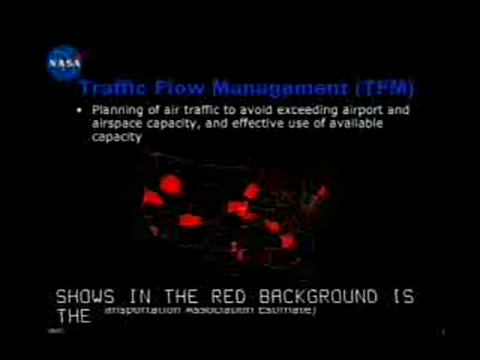 NASA
Traffic Flow Management (TFM)
• Planning of air traffic to avoid exceeding airport and
airspace capacity, and effective use of available
capacity
SHOWS IN THE RED BACKGROUND IS
THE
ansportation Association Estimate)